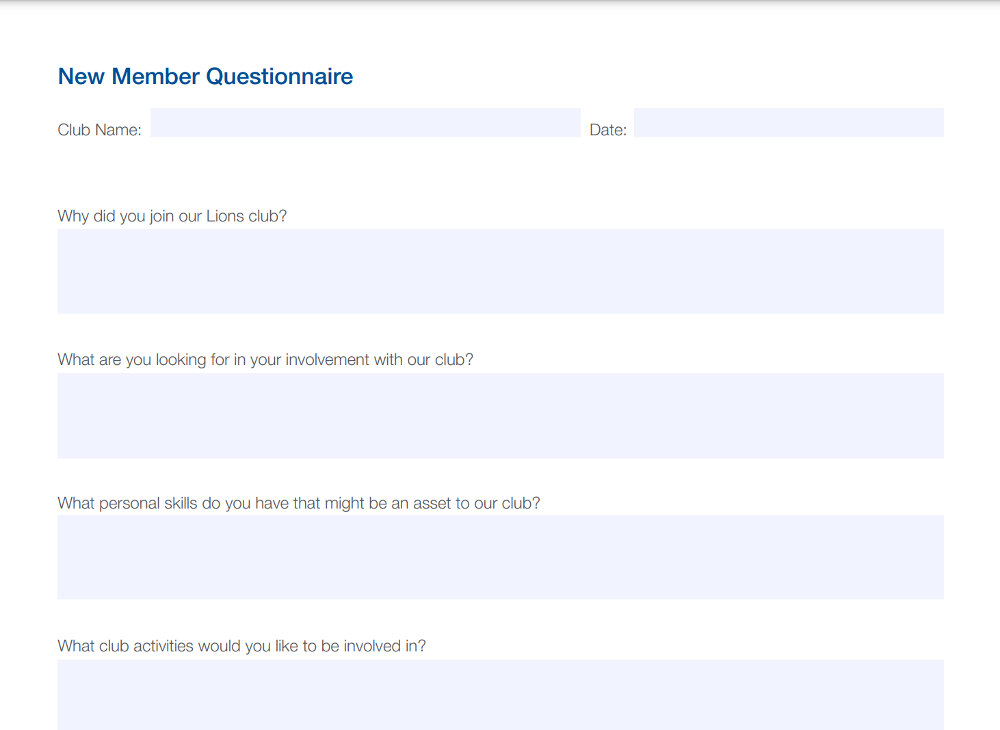 New Member Questionnaire
Club Name: Date:
Why did you join our Lions club?
What are you looking for in your involvement with our club?
What personal skills do you have that might be an asset to our club?
What club activities would you like to be involved in?